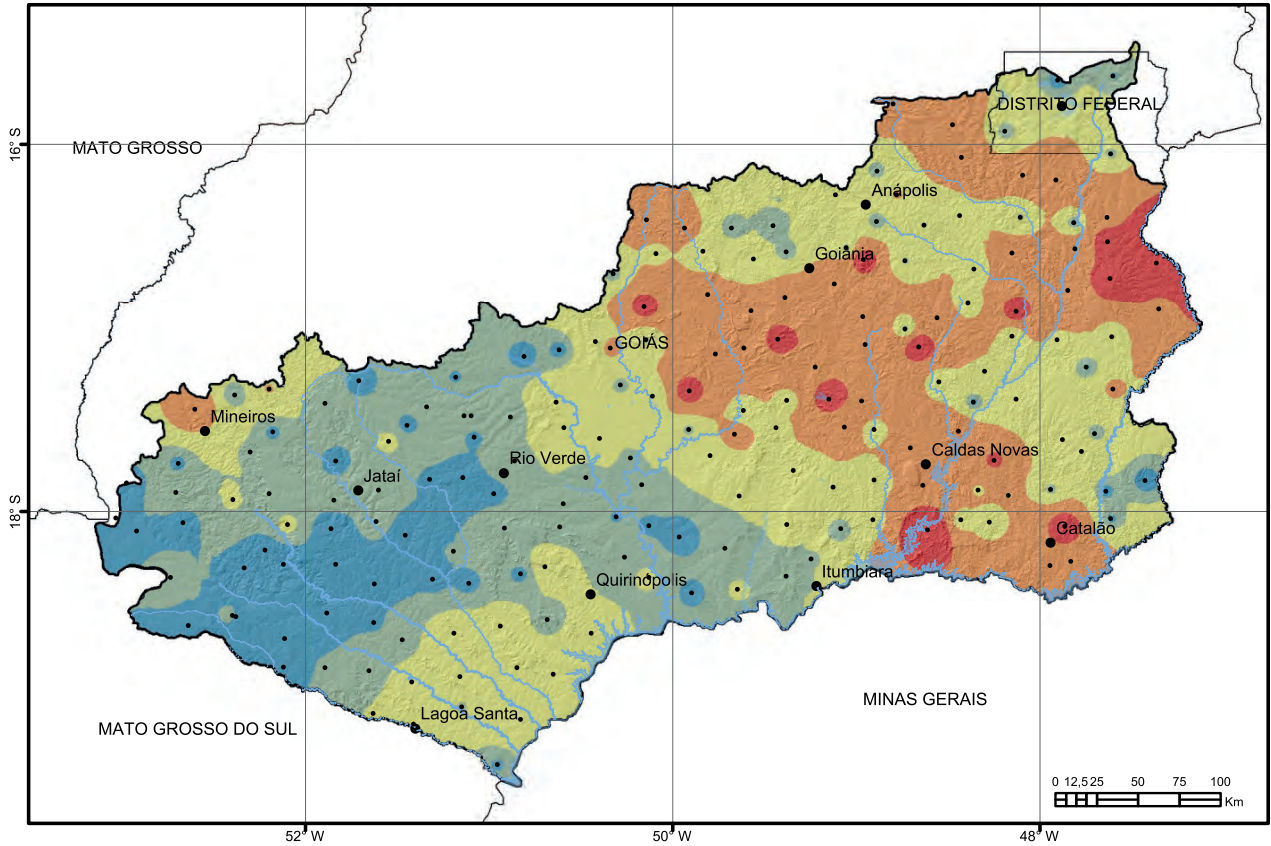 DISTRITO FEDERAL
MATO GROSSO
16°S
Anápolis
Goiânia
GOIÁS
Mineiros
Caldas Novas
Rio Verde
Jataí
18°S
Catalão
Itumbiara
Quirinópolis
MINAS GERAIS
Lagoa Santa
MATO GROSSO DO SUL
0 12,5 25 50 75 100
Km
52°W 50°W 48°W